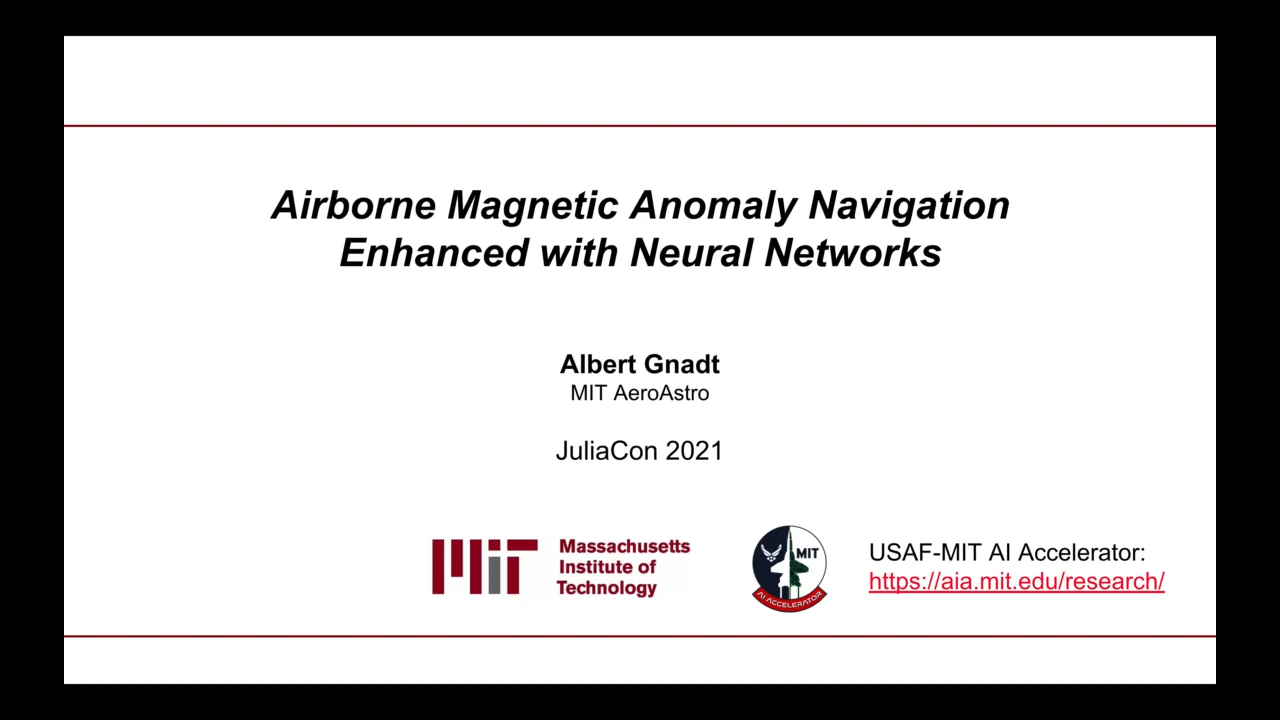 Airborne Magnetic Anomaly Navigation
Enhanced with Neural Networks
Albert Gnadt
MIT AeroAstro
JuliaCon 2021
MIT
Massachusetts
Institute of
Technology
MIT
AI ACCELERATOR
USAF-MIT AI Accelerator:
https://aia.mit.edu/research/